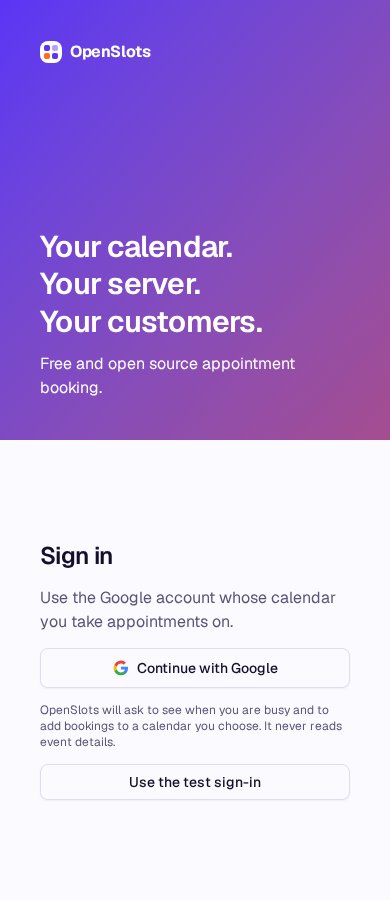 OpenSlots
Your calendar.
Your server.
Your customers.
Free and open source appointment
booking.
Sign in
Use the Google account whose calendar
you take appointments on.
Continue with Google
OpenSlots will ask to see when you are busy and to
add bookings to a calendar you choose. It never reads
event details.
Use the test sign-in